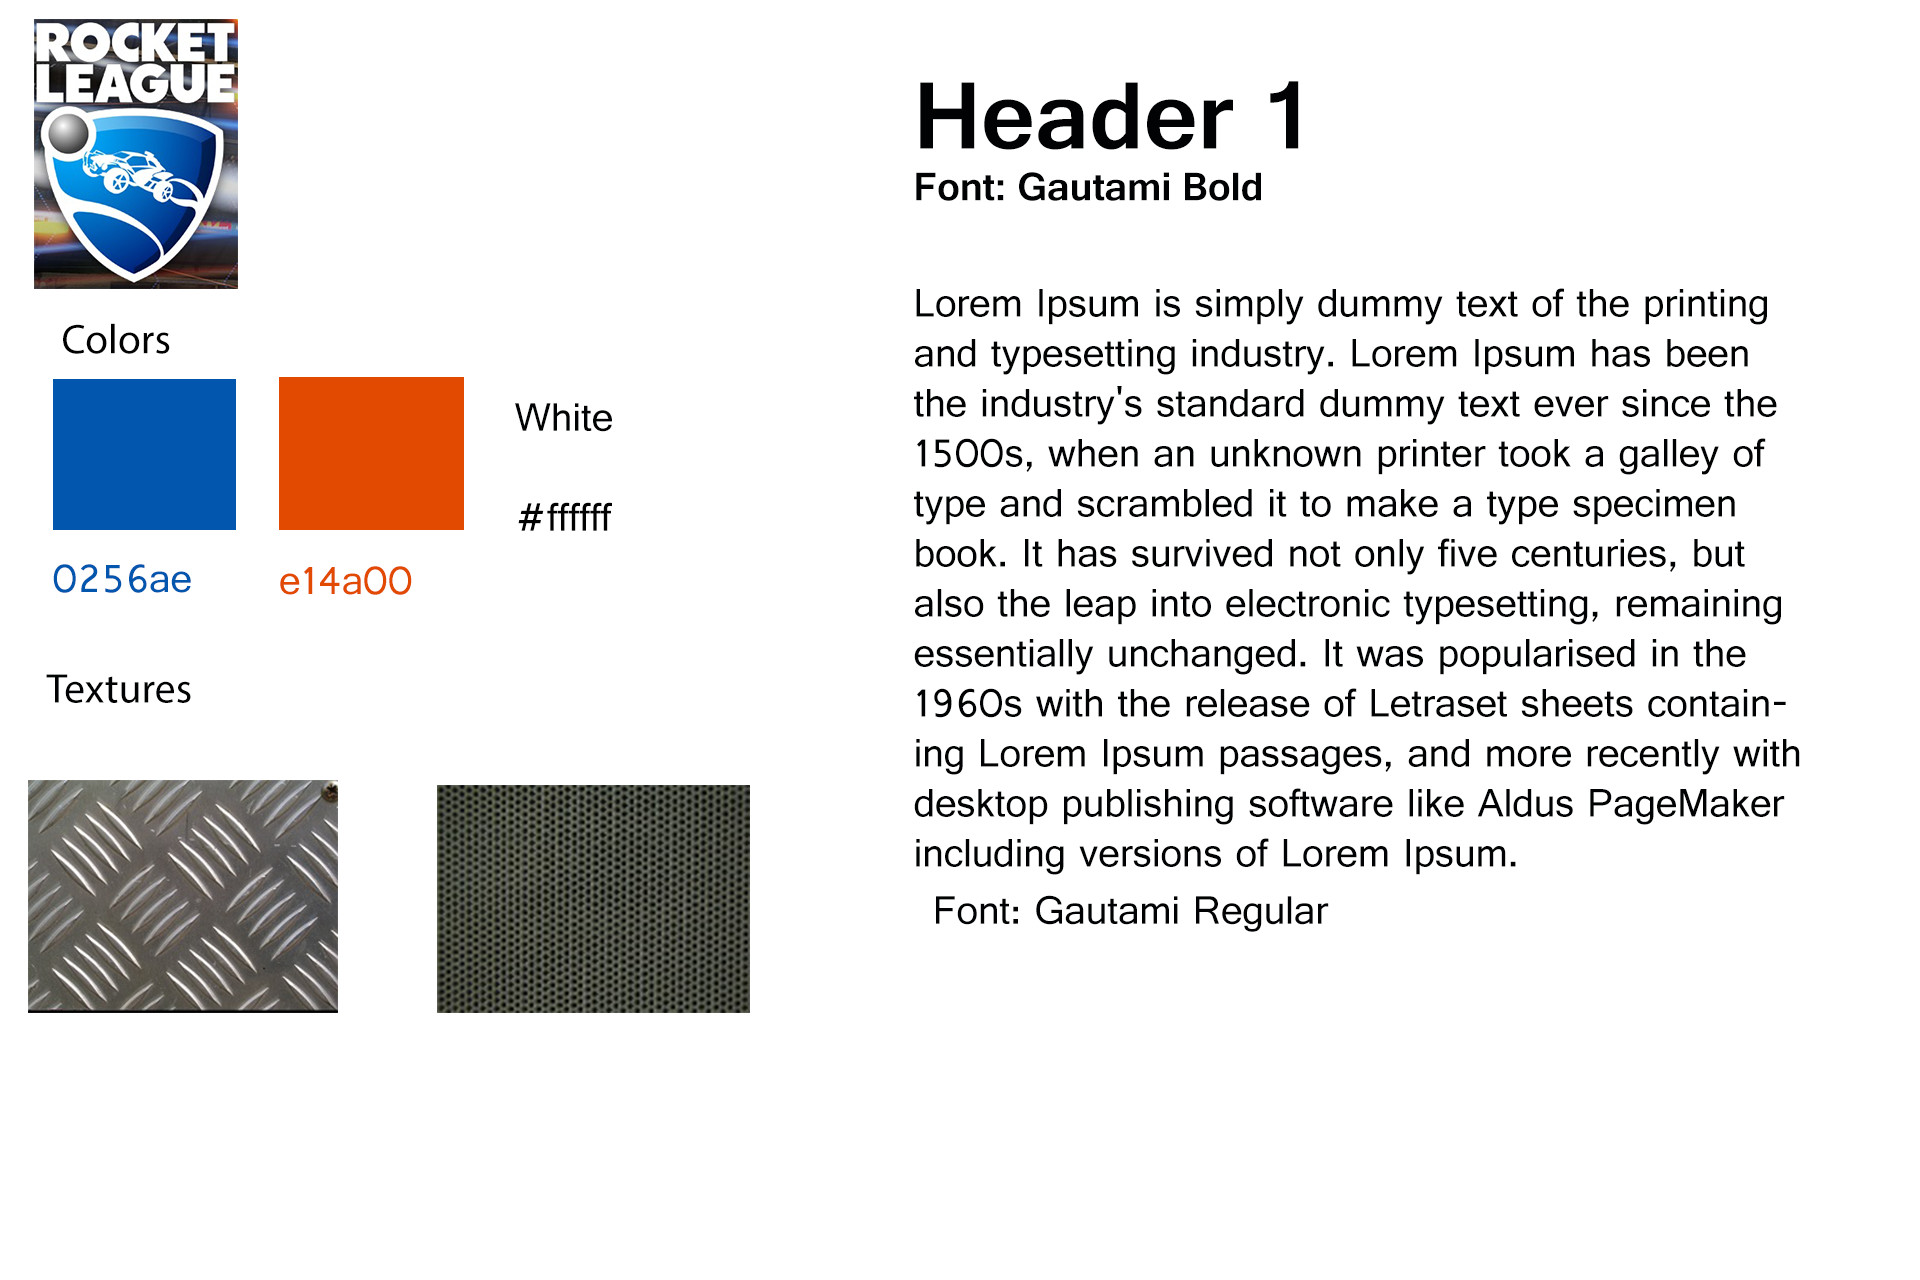 ROCKET
LEAGUE
Colors
White
#ffffff
0256ae
e14a00
Textures
Header 1
Font: Gautami Bold
Lorem Ipsum is simply dummy text of the printing
and typesetting industry. Lorem Ipsum has been
the industry's standard dummy text ever since the
1500s, when an unknown printer took a galley of
type and scrambled it to make a type specimen
book. It has survived not only five centuries, but
also the leap into electronic typesetting, remaining
essentially unchanged. It was popularised in the
1960s with the release of Letraset sheets contain-
ing Lorem Ipsum passages, and more recently with
desktop publishing software like Aldus PageMaker
including versions of Lorem Ipsum.
Font: Gautami Regular